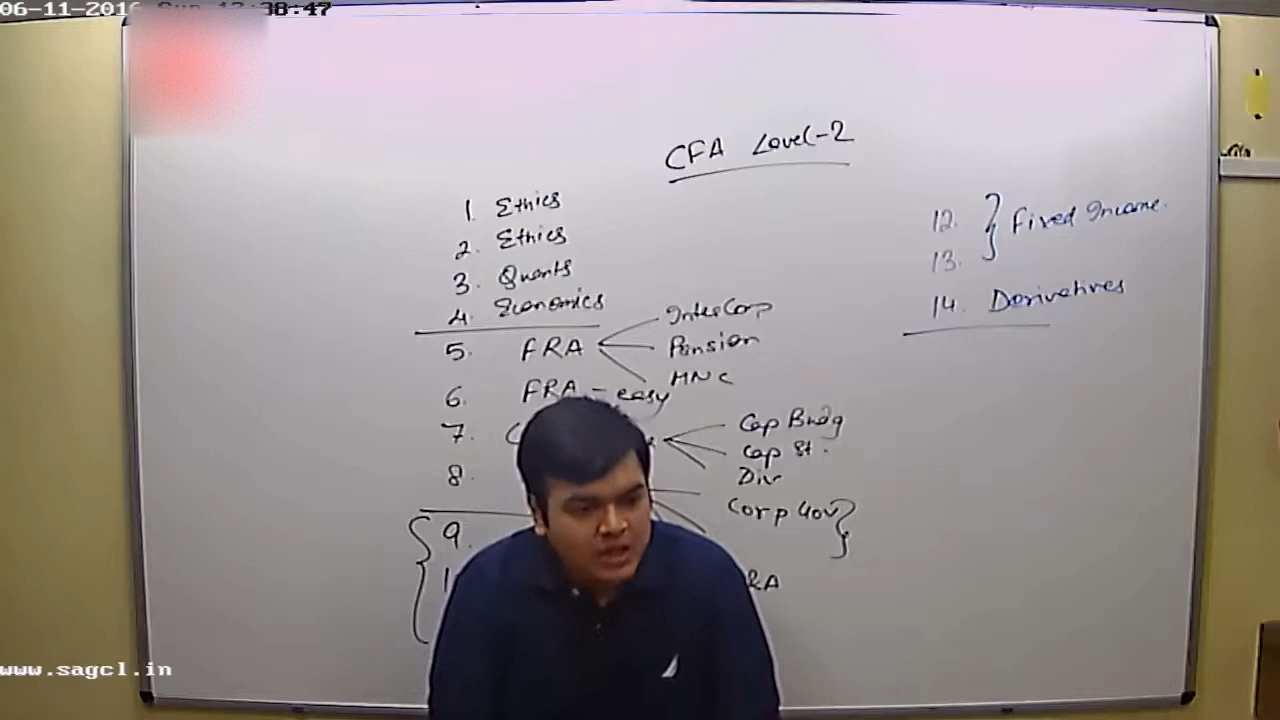 06-11-2016 Sun 12:38:47
CFA Level-2
1. Ethics
2. Ethics
3. Quants
4. Economics
5. FRA
InterCorp
Pension
MNC
6. FRA - easy
7.
Cap Budg
Cap St.
Div
8.
Corp Gov
9.
&A
12.
13.
Fixed Income.
14. Derivatives
www.sagcl.in